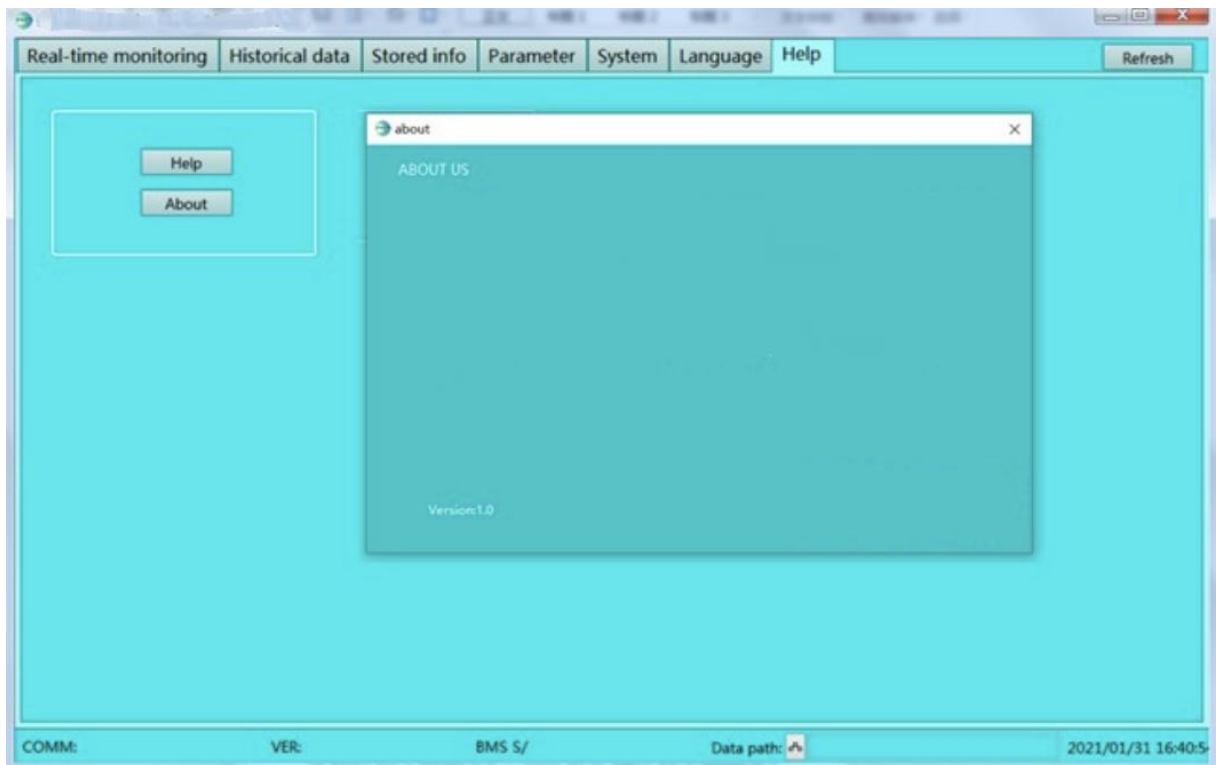 Real-time monitoring Historical data Stored info Parameter System Language Help Refresh
about
Help
ABOUT US
About
Version:1.0
COMM: VER: BMS S/ Data path: 2021/01/31 16:40:5